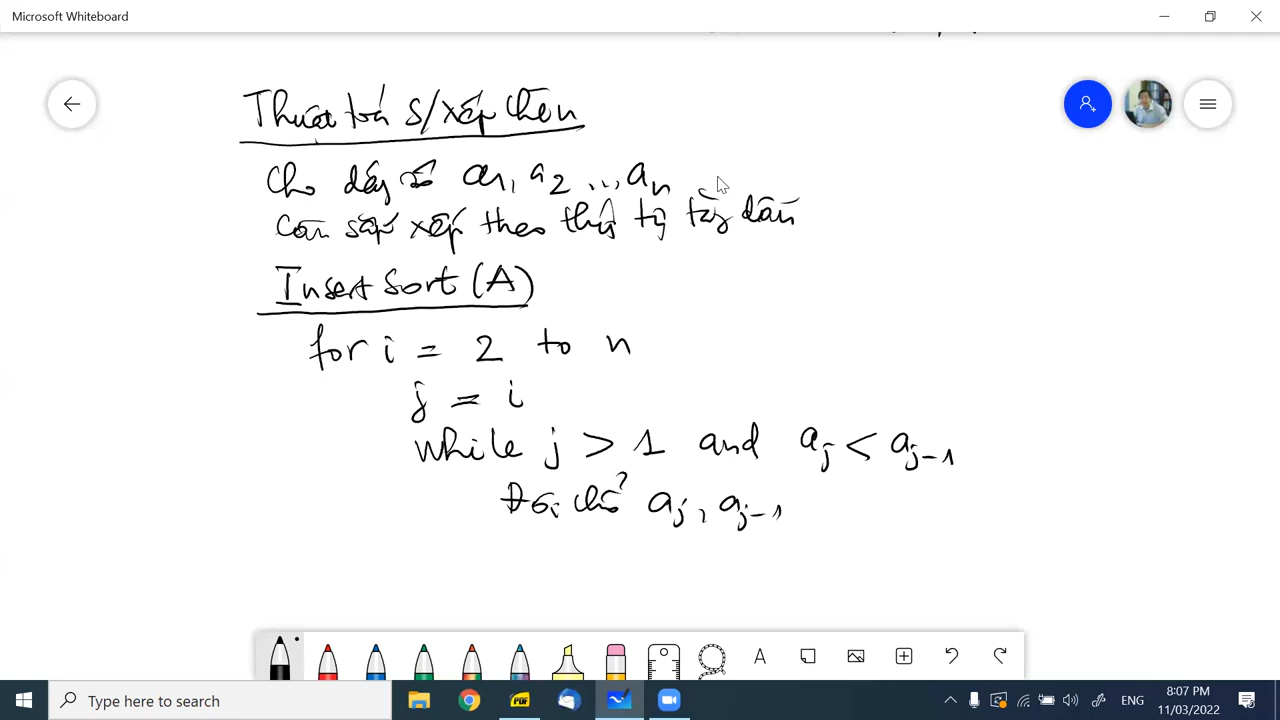 Microsoft Whiteboard
Thuật toán s/xếp chèn
Cho dãy số a1, a2 ..., an
Cần sắp xếp theo thứ tự tăng dần
Insert Sort (A)
for i = 2 to n
j = i
while j > 1 and aj < aj-1
Đổi chỗ aj, aj-1
A
Type here to search
PDF
ENG
8:07 PM
11/03/2022